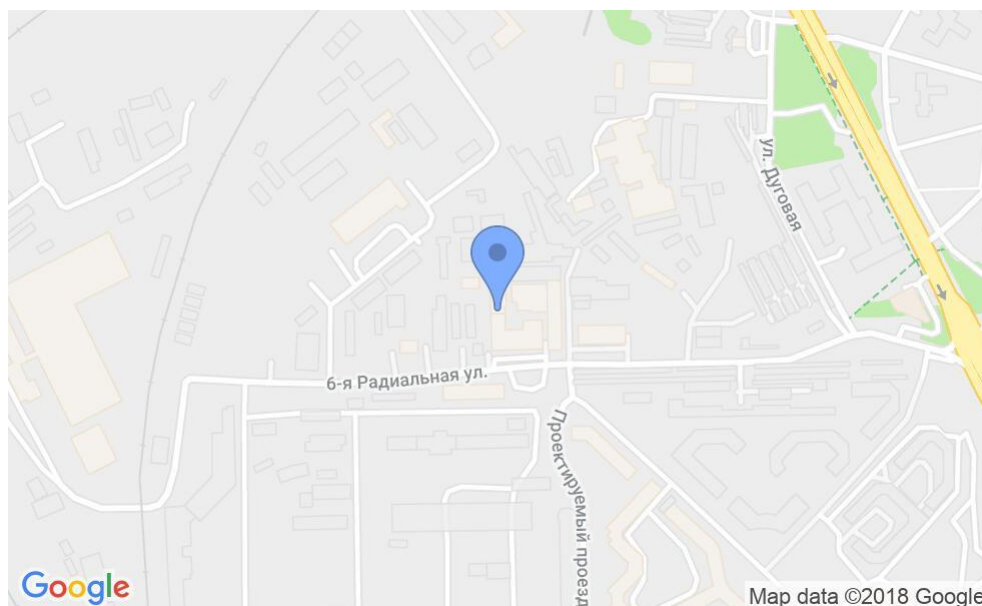 ул. Дуговая
6-я Радиальная ул.
Проектируемый проезд
Google
Map data ©2018 Google